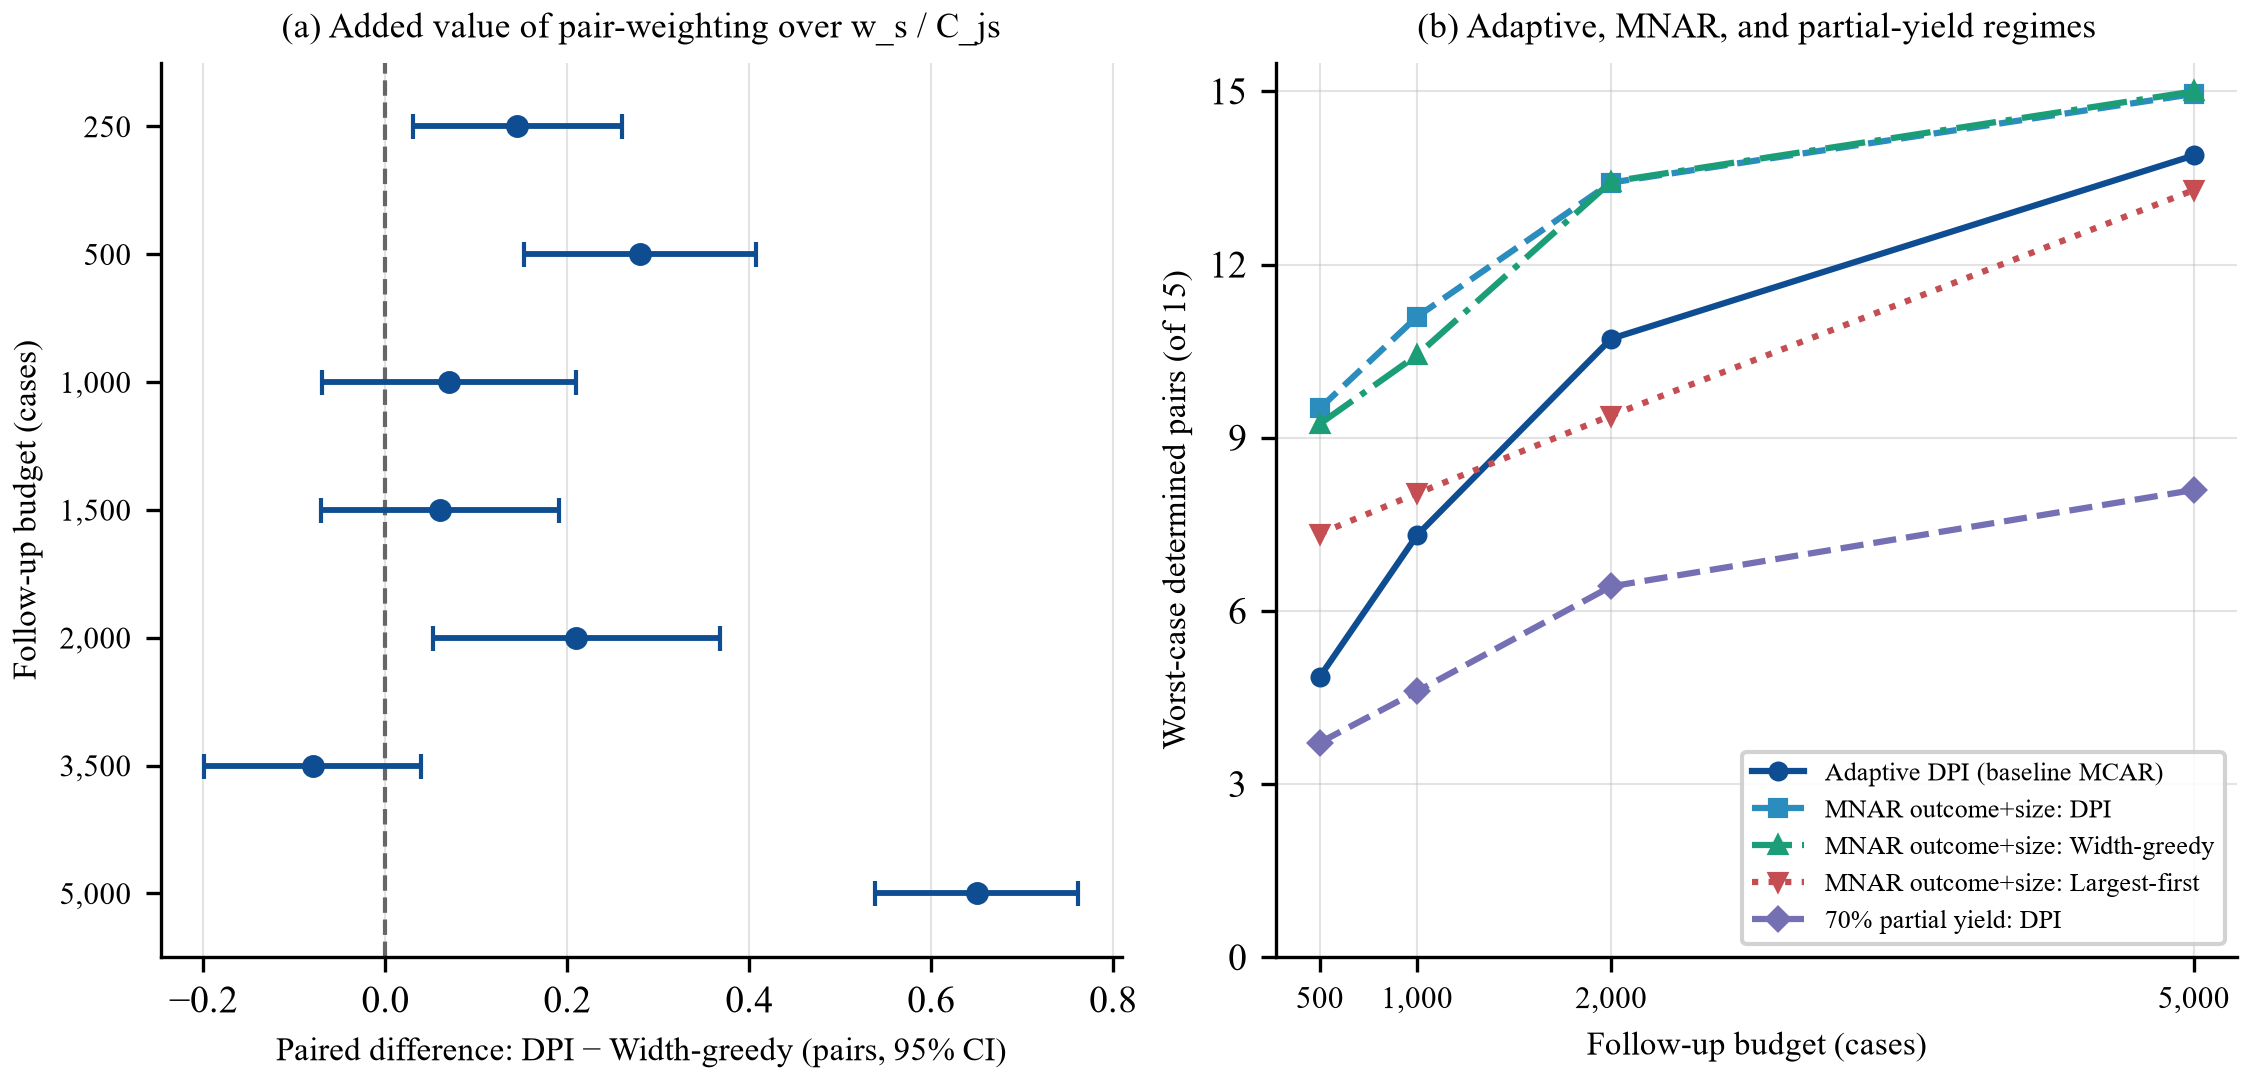 (a) Added value of pair-weighting over w_s / C_js
Follow-up budget (cases)
250
500
1,000
1,500
2,000
3,500
5,000
−0.2
0.0
0.2
0.4
0.6
0.8
Paired difference: DPI − Width-greedy (pairs, 95% CI)
(b) Adaptive, MNAR, and partial-yield regimes
Worst-case determined pairs (of 15)
15
12
9
6
3
0
Adaptive DPI (baseline MCAR)
MNAR outcome+size: DPI
MNAR outcome+size: Width-greedy
MNAR outcome+size: Largest-first
70% partial yield: DPI
500
1,000
2,000
5,000
Follow-up budget (cases)